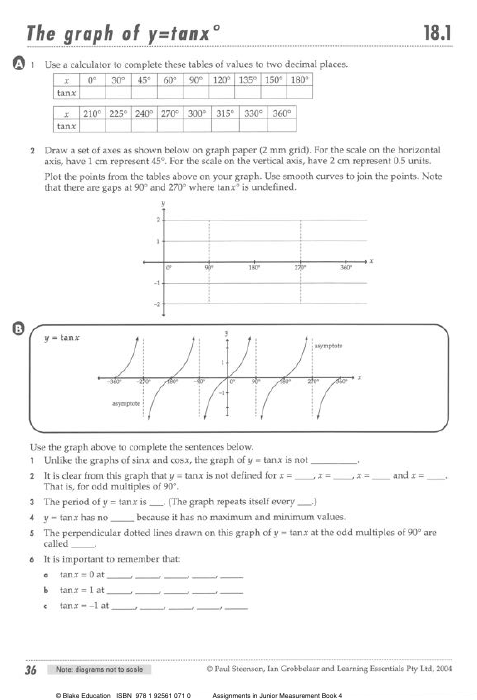 The graph of y=tanx° 18.1
A 1 Use a calculator to complete these tables of values to two decimal places.
x 0° 30° 45° 60° 90° 120° 135° 150° 180°
tanx
x 210° 225° 240° 270° 300° 315° 330° 360°
tanx
2 Draw a set of axes as shown below on graph paper (2 mm grid). For the scale on the horizontal
axis, have 1 cm represent 45°. For the scale on the vertical axis, have 2 cm represent 0.5 units.
Plot the points from the tables above on your graph. Use smooth curves to join the points. Note
that there are gaps at 90° and 270° where tanx° is undefined.
y
2
1
0° 90° 180° 270° 360° x
-1
-2
B
y = tanx
y
asymptote
1
-360° -270° -180° -90° 0° 90° 180° 270° 360° x
-1
asymptote
Use the graph above to complete the sentences below.
1 Unlike the graphs of sinx and cosx, the graph of y = tanx is not ________.
2 It is clear from this graph that y = tanx is not defined for x = ___, x = ___, x = ___ and x = ___.
That is, for odd multiples of 90°.
3 The period of y = tanx is ___. (The graph repeats itself every ___.)
4 y = tanx has no ____ because it has no maximum and minimum values.
5 The perpendicular dotted lines drawn on this graph of y = tanx at the odd multiples of 90° are
called ____.
6 It is important to remember that:
a tanx = 0 at ____, ____, ____, ____, ____
b tanx = 1 at ____, ____, ____, ____
c tanx = -1 at ____, ____, ____, ____
36 Note: diagrams not to scale © Paul Steenson, Ian Grobbelaar and Learning Essentials Pty Ltd, 2004
© Blake Education ISBN 978 1 92561 071 0 Assignments in Junior Measurement Book 4